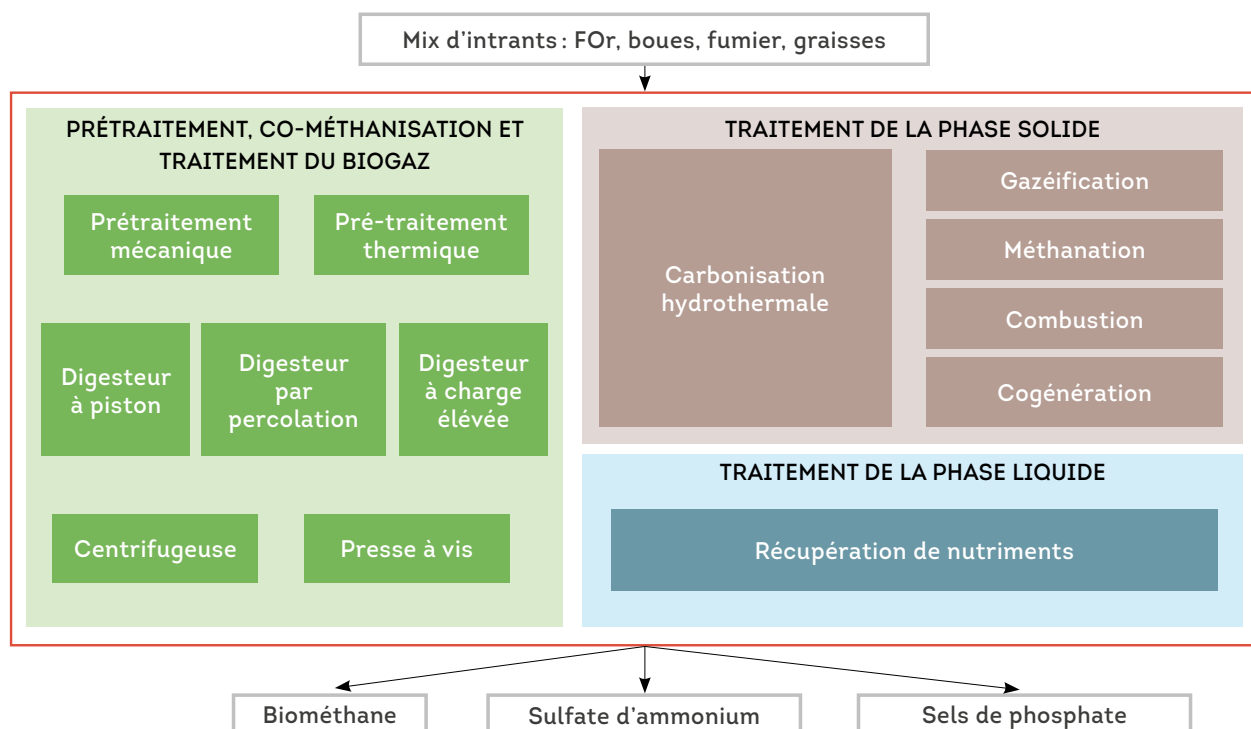 Mix d’intrants : FOr, boues, fumier, graisses
PRÉTRAITEMENT, CO-MÉTHANISATION ET
TRAITEMENT DU BIOGAZ
Prétraitement
mécanique
Pré-traitement
thermique
Digesteur
à piston
Digesteur
par
percolation
Digesteur
à charge
élévée
Centrifugeuse
Presse à vis
TRAITEMENT DE LA PHASE SOLIDE
Carbonisation
hydrothermale
Gazéification
Méthanation
Combustion
Cogénération
TRAITEMENT DE LA PHASE LIQUIDE
Récupération de nutriments
Biométhane
Sulfate d’ammonium
Sels de phosphate